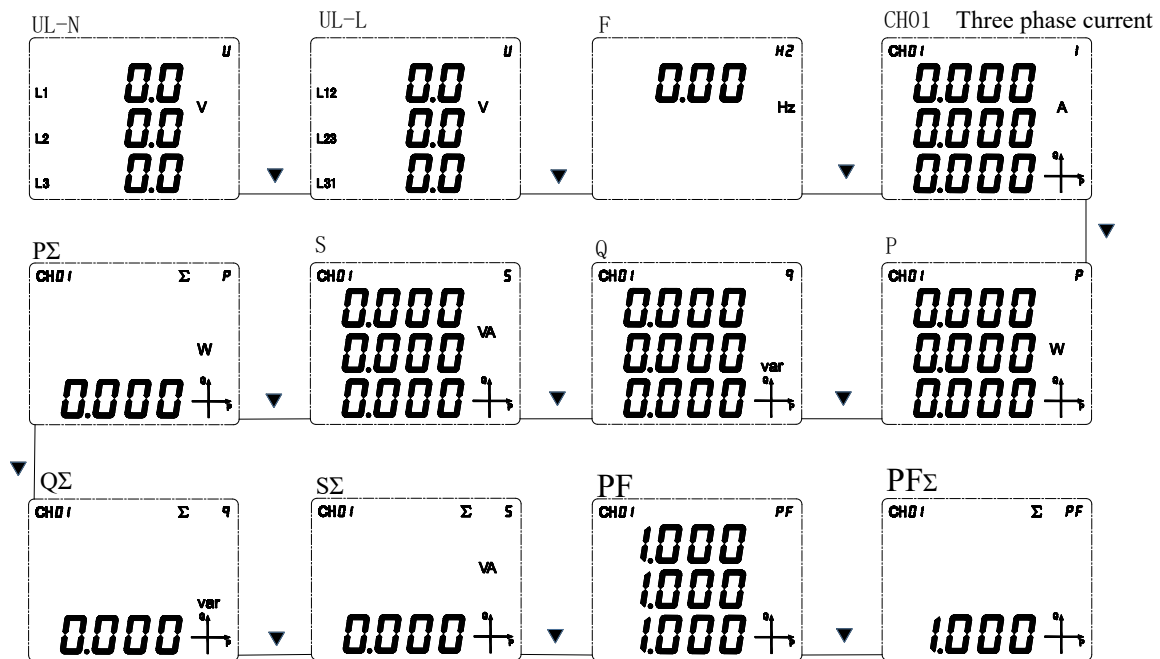 UL-N
U
L1 0.0
V
L2 0.0
L3 0.0
UL-L
U
L12 0.0
V
L23 0.0
L31 0.0
F
HZ
0.00
Hz
CH01 Three phase current
CH01 I
0.000
A
0.000
0.000
Q
P
P
CH01 P
0.000
0.000 W
0.000
Q
P
Q
CH01 q
0.000
0.000
var
0.000
Q
P
S
CH01 S
0.000
VA
0.000
0.000
Q
P
PΣ
CH01 Σ P
W
0.000
Q
P
QΣ
CH01 Σ q
var
0.000
Q
P
SΣ
CH01 Σ S
VA
0.000
Q
P
PF
CH01 PF
1.000
1.000
1.000
Q
P
PFΣ
CH01 Σ PF
1.000
Q
P